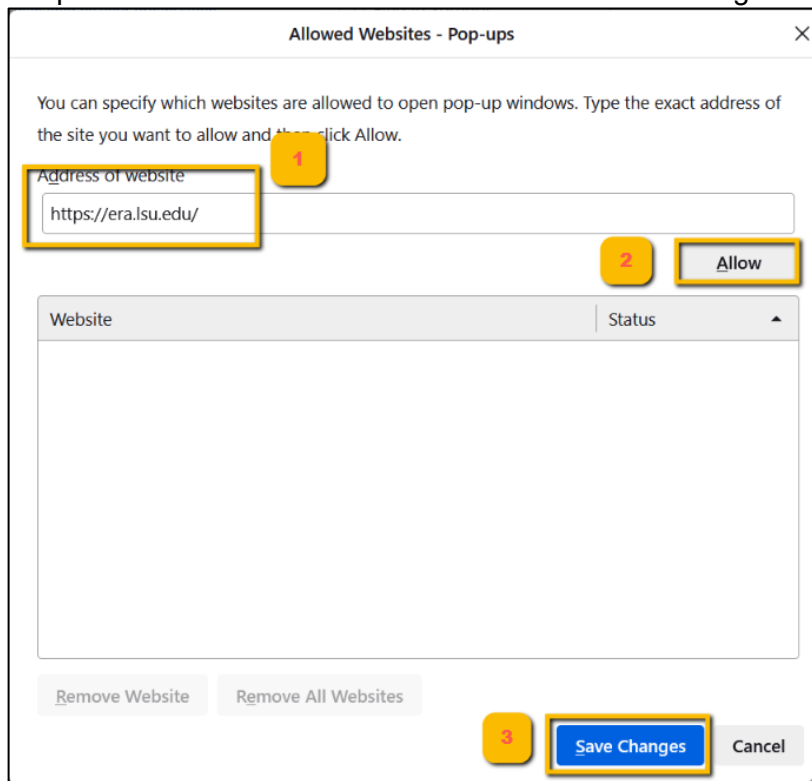 Allowed Websites - Pop-ups
You can specify which websites are allowed to open pop-up windows. Type the exact address of
the site you want to allow and then click Allow.
1
Address of website
https://era.lsu.edu/
2
Allow
Website Status
Remove Website Remove All Websites
3
Save Changes Cancel